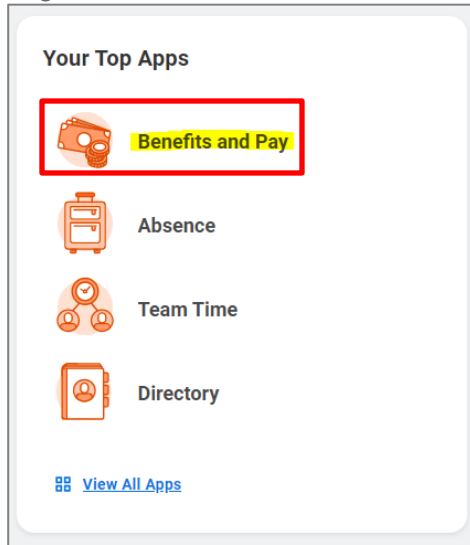 Your Top Apps
Benefits and Pay
Absence
Team Time
Directory
View All Apps